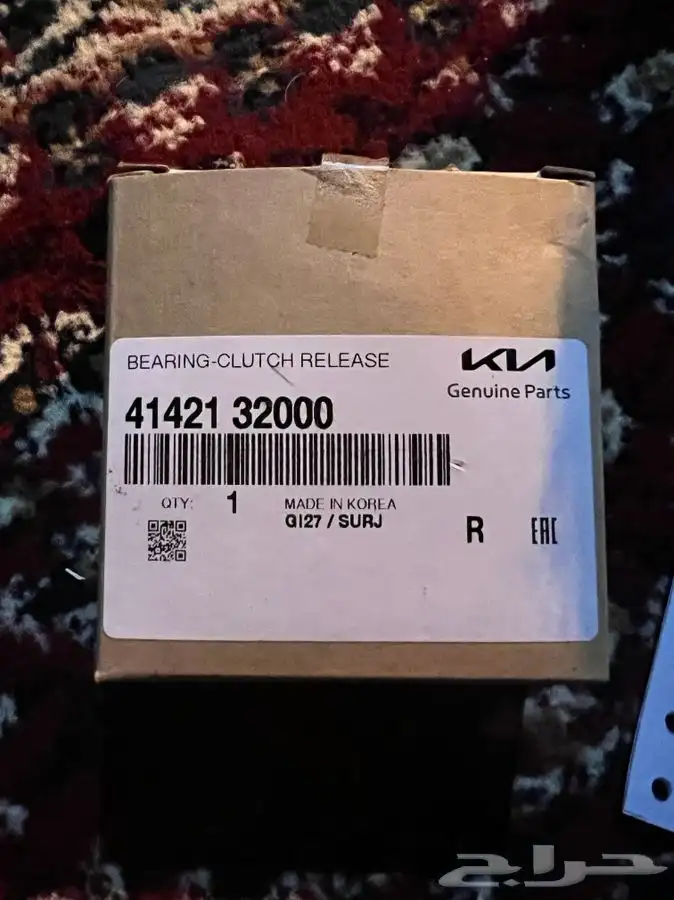 BEARING-CLUTCH RELEASE
KIA
Genuine Parts
41421 32000
QTY: 1
MADE IN KOREA
GI27 / SURJ
R
EAC
حراج